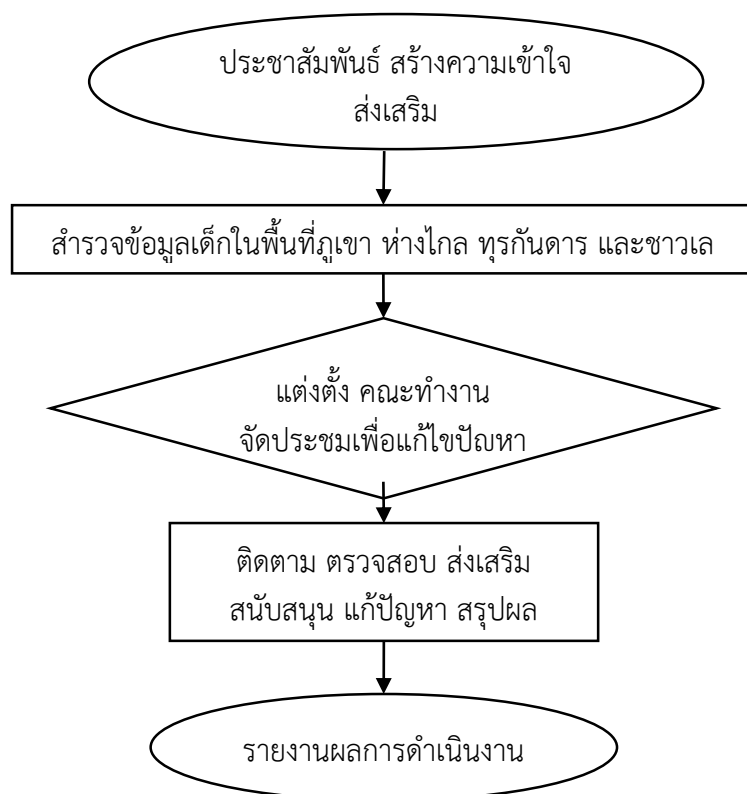 ประชาสัมพันธ์ สร้างความเข้าใจ
ส่งเสริม
สำรวจข้อมูลเด็กในพื้นที่ภูเขา ห่างไกล ทุรกันดาร และชาวเล
แต่งตั้ง คณะทำงาน
จัดประชุมเพื่อแก้ไขปัญหา
ติดตาม ตรวจสอบ ส่งเสริม
สนับสนุน แก้ปัญหา สรุปผล
รายงานผลการดำเนินงาน